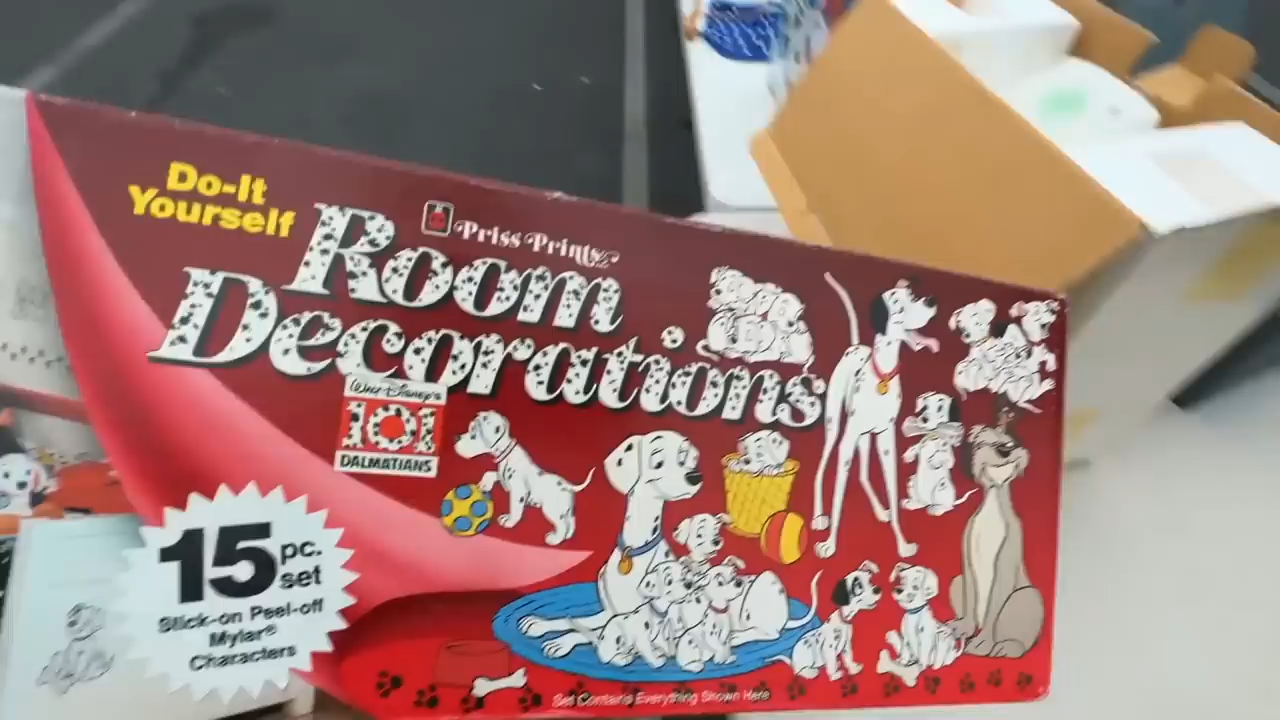 Do-It
Yourself
Priss Prints
Room
Decorations
Walt Disney's
101
DALMATIANS
15 pc.
set
Stick-on Peel-off
Mylar®
Characters
Set Contains Everything Shown Here